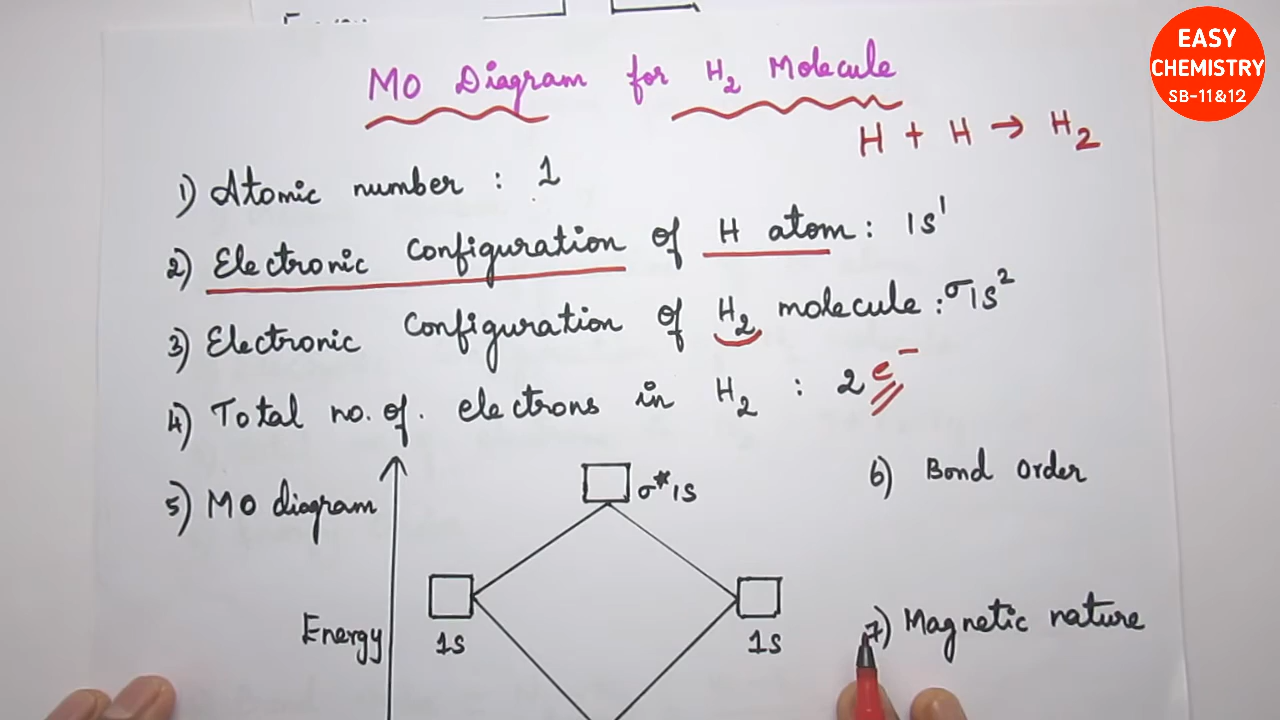 EASY
CHEMISTRY
SB-11&12
MO Diagram for H₂ Molecule
H + H → H₂
1) Atomic number : 1
2) Electronic Configuration of H atom : 1s¹
3) Electronic Configuration of H₂ molecule : σ1s²
4) Total no. of. electrons in H₂ : 2 e⁻
5) MO diagram
σ*1s
6) Bond Order
Energy
1s
1s
7) Magnetic nature